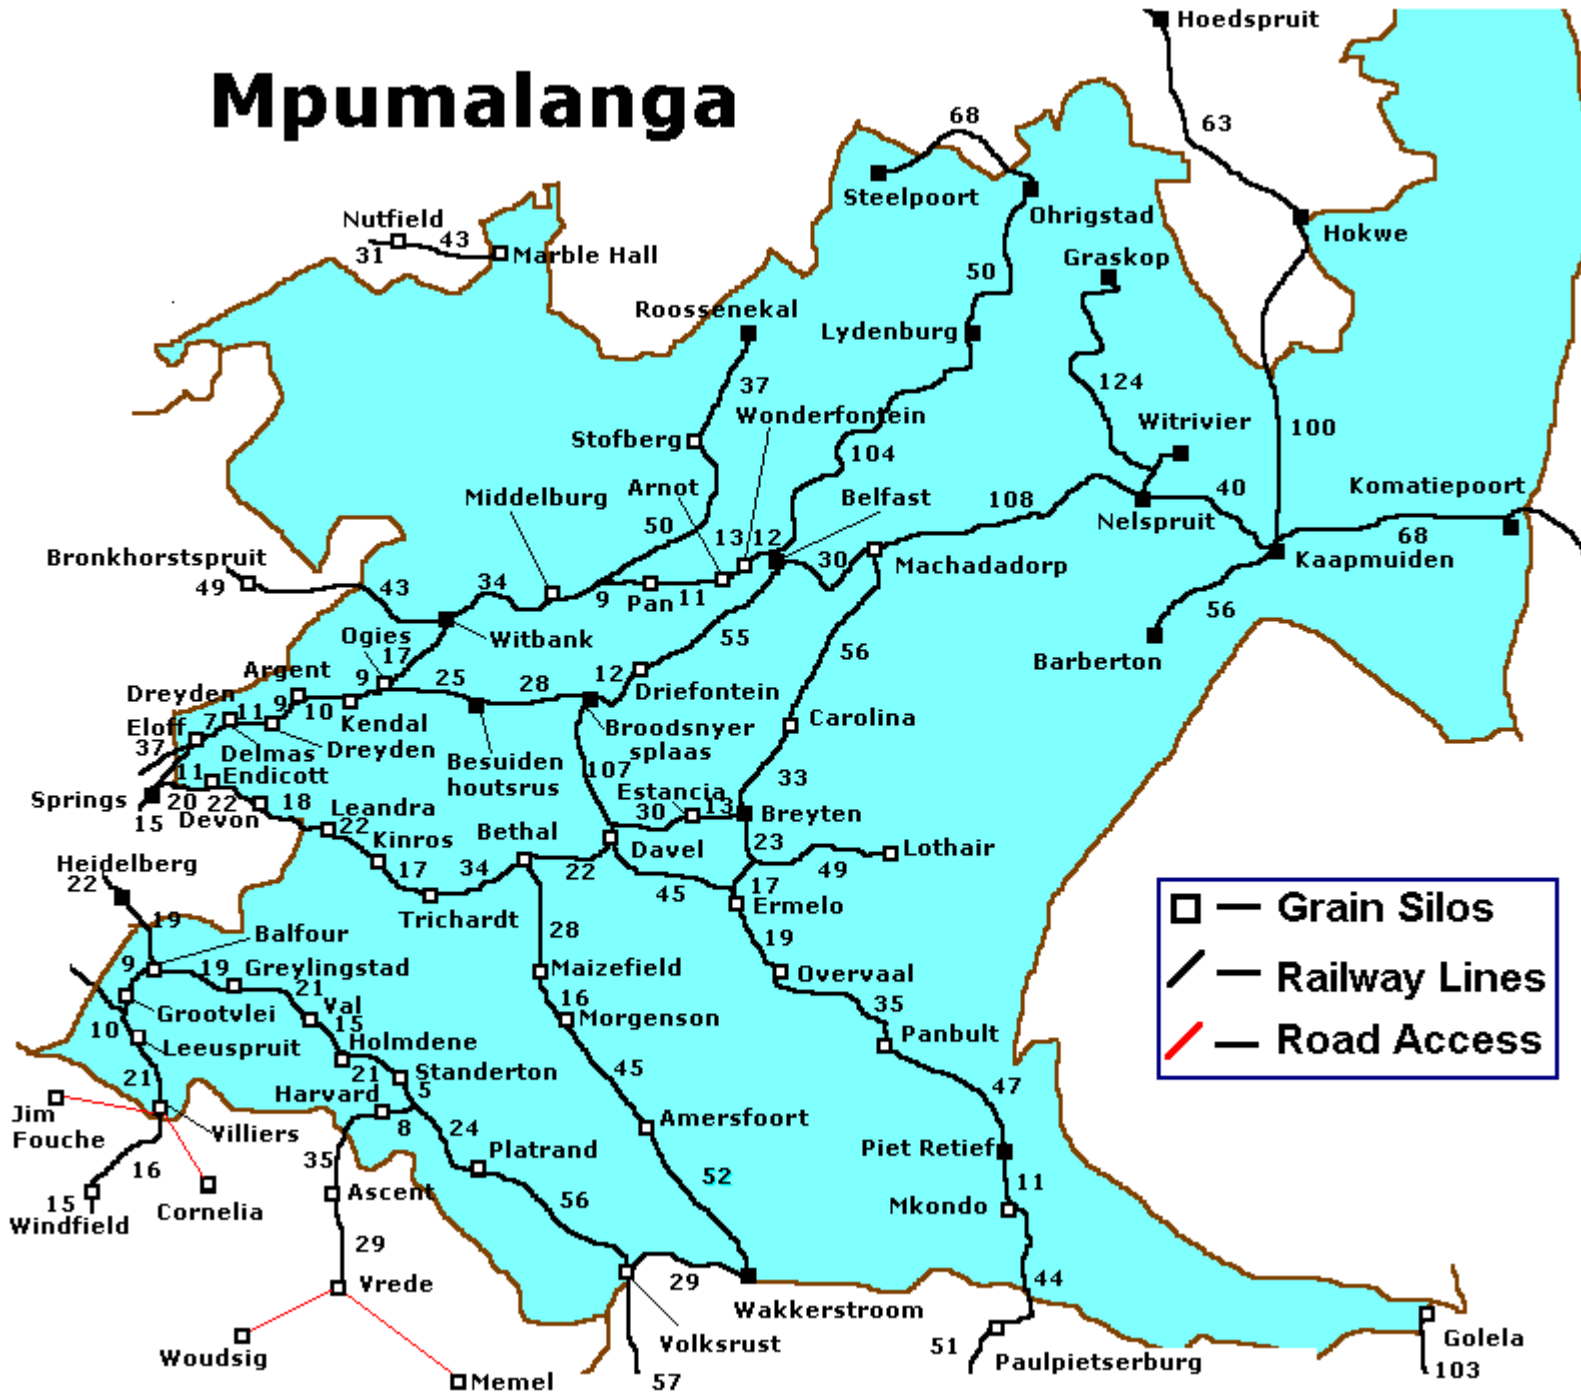 Mpumalanga
Hoedspruit
63
68
Steelpoort
Ohrigstad
Nutfield
43
31
Marble Hall
Hokwe
Graskop
50
Roossenekal
Lydenburg
37
124
Wonderfontein
Witrivier
100
Stofberg
104
Arnot
Belfast
Middelburg
108
40
Komatiepoort
50
13
12
Nelspruit
68
Bronkhorstspruit
30
Machadadorp
Kaapmuiden
49
43
34
9
Pan
11
56
Ogies
Witbank
55
56
Barberton
17
Argent
9
25
28
12
Driefontein
Dreyden
9
10
Kendal
Carolina
Eloff
7
11
Broodsnyer
splaas
37
Delmas
Dreyden
Besuiden
houtsrus
11
Endicott
107
33
Springs
20
22
18
Estancia
15
Devon
Leandra
30
13
Breyten
22
Kinros
Bethal
Davel
23
Lothair
Heidelberg
17
34
22
49
22
45
17
Grain Silos
Trichardt
Ermelo
19
Balfour
28
19
9
19
Greylingstad
Maizefield
Overvaal
Railway Lines
21
Val
16
35
Grootvlei
Morgenson
10
15
Holmdene
Panbult
Road Access
Leeuspruit
21
Standerton
45
21
5
47
Harvard
Jim
Fouche
Villiers
8
24
Amersfoort
Platrand
Piet Retief
16
35
52
11
15
Ascent
56
Mkondo
Windfield
Cornelia
29
44
Vrede
29
Wakkerstroom
Golela
Woudsig
Volksrust
51
Paulpietserburg
103
Memel
57